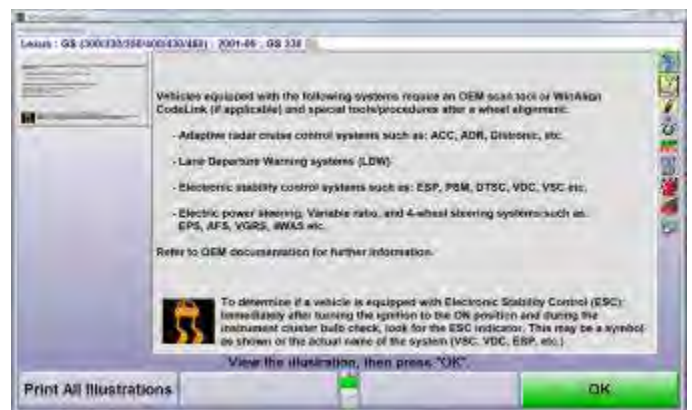 Lexus : GS (300/330/350/400/430/460) : 2001-05 : GS 330
Vehicles equipped with the following systems require an OEM scan tool or WinAlign
CodeLink (if applicable) and special tools/procedures after a wheel alignment:
- Adaptive radar cruise control systems such as: ACC, ADR, Distronic, etc.
- Lane Departure Warning systems (LDW)
- Electronic stability control systems such as: ESP, PSM, DTSC, VDC, VSC etc.
- Electric power steering, Variable ratio, and 4-wheel steering systems such as:
EPS, AFS, VGRS, 4WAS etc.
Refer to OEM documentation for further information.
To determine if a vehicle is equipped with Electronic Stability Control (ESC):
Immediately after turning the ignition to the ON position and during the
instrument cluster bulb check, look for the ESC indicator. This may be a symbol
as shown or the actual name of the system (VSC, VDC, ESP, etc.)
View the illustration, then press "OK".
Print All Illustrations
OK